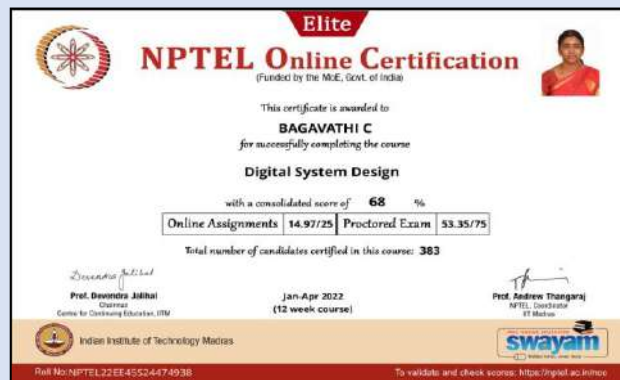 Elite
NPTEL Online Certification
(Funded by the MoE, Govt. of India)
This certificate is awarded to
BAGAVATHI C
for successfully completing the course
Digital System Design
with a consolidated score of 68 %
Online Assignments 14.97/25 Proctored Exam 53.35/75
Total number of candidates certified in this course: 383
Devendra Jalihal
Prof. Devendra Jalihal
Chairman
Centre for Continuing Education, IITM
Jan-Apr 2022
(12 week course)
Prof. Andrew Thangaraj
NPTEL, Coordinator
IIT Madras
Indian Institute of Technology Madras
swayam
Roll No: NPTEL22EE45S24474938
To validate and check scores: https://nptel.ac.in/noc